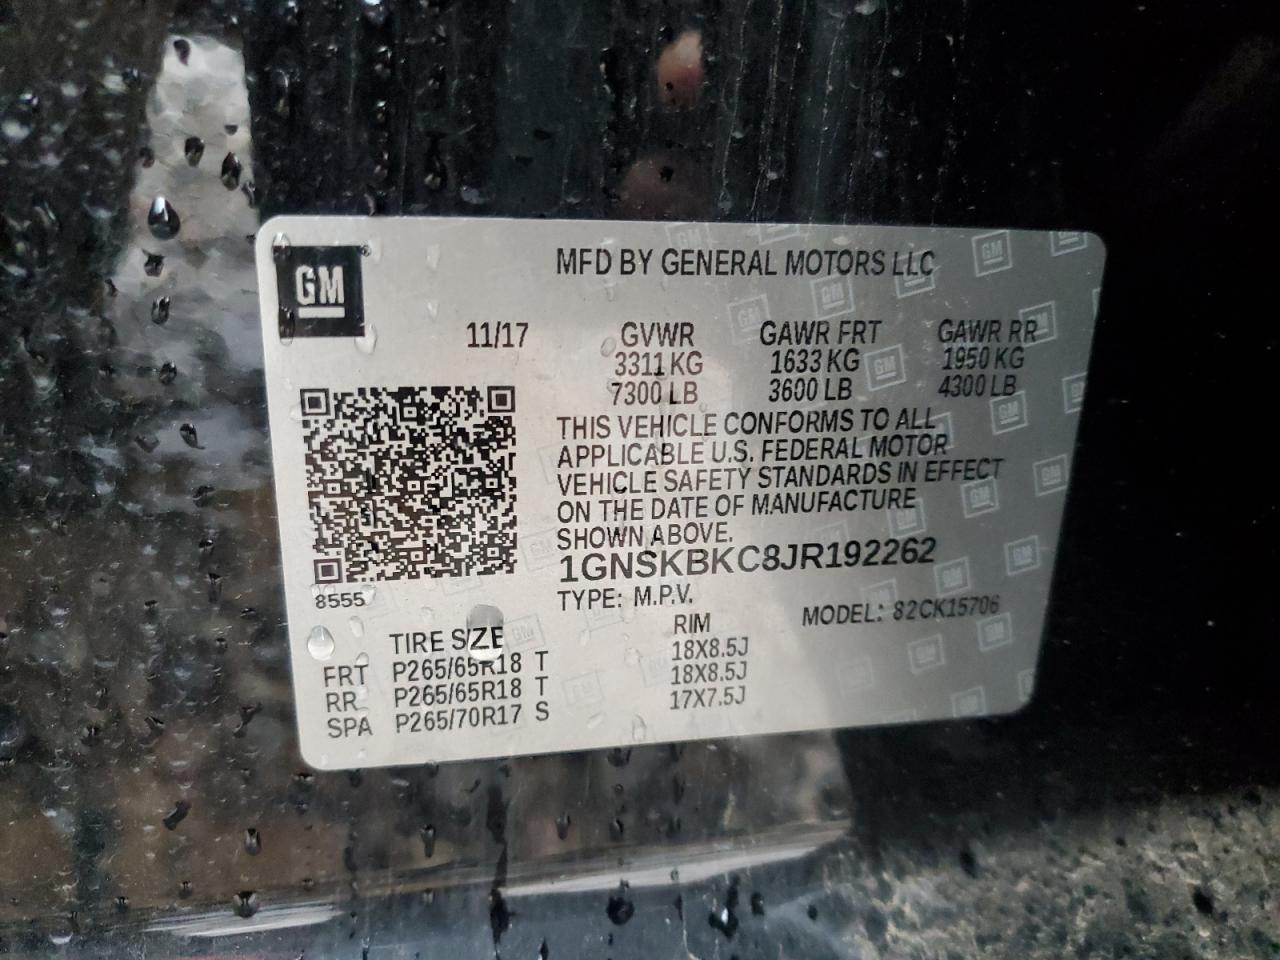 GM
MFD BY GENERAL MOTORS LLC
11/17 GVWR GAWR FRT GAWR RR
3311 KG 1633 KG 1950 KG
7300 LB 3600 LB 4300 LB
THIS VEHICLE CONFORMS TO ALL
APPLICABLE U.S. FEDERAL MOTOR
VEHICLE SAFETY STANDARDS IN EFFECT
ON THE DATE OF MANUFACTURE
SHOWN ABOVE.
1GNSKBKC8JR192262
8555
TYPE: M.P.V. MODEL: 82CK15706
TIRE SIZE RIM
FRT P265/65R18 T 18X8.5J
RR P265/65R18 T 18X8.5J
SPA P265/70R17 S 17X7.5J